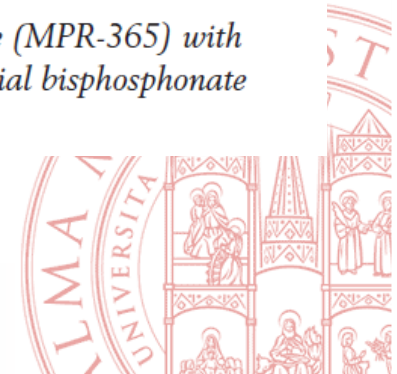 e (MPR-365) with
ial bisphosphonate
ST
ALMA M
UNIVERSITA